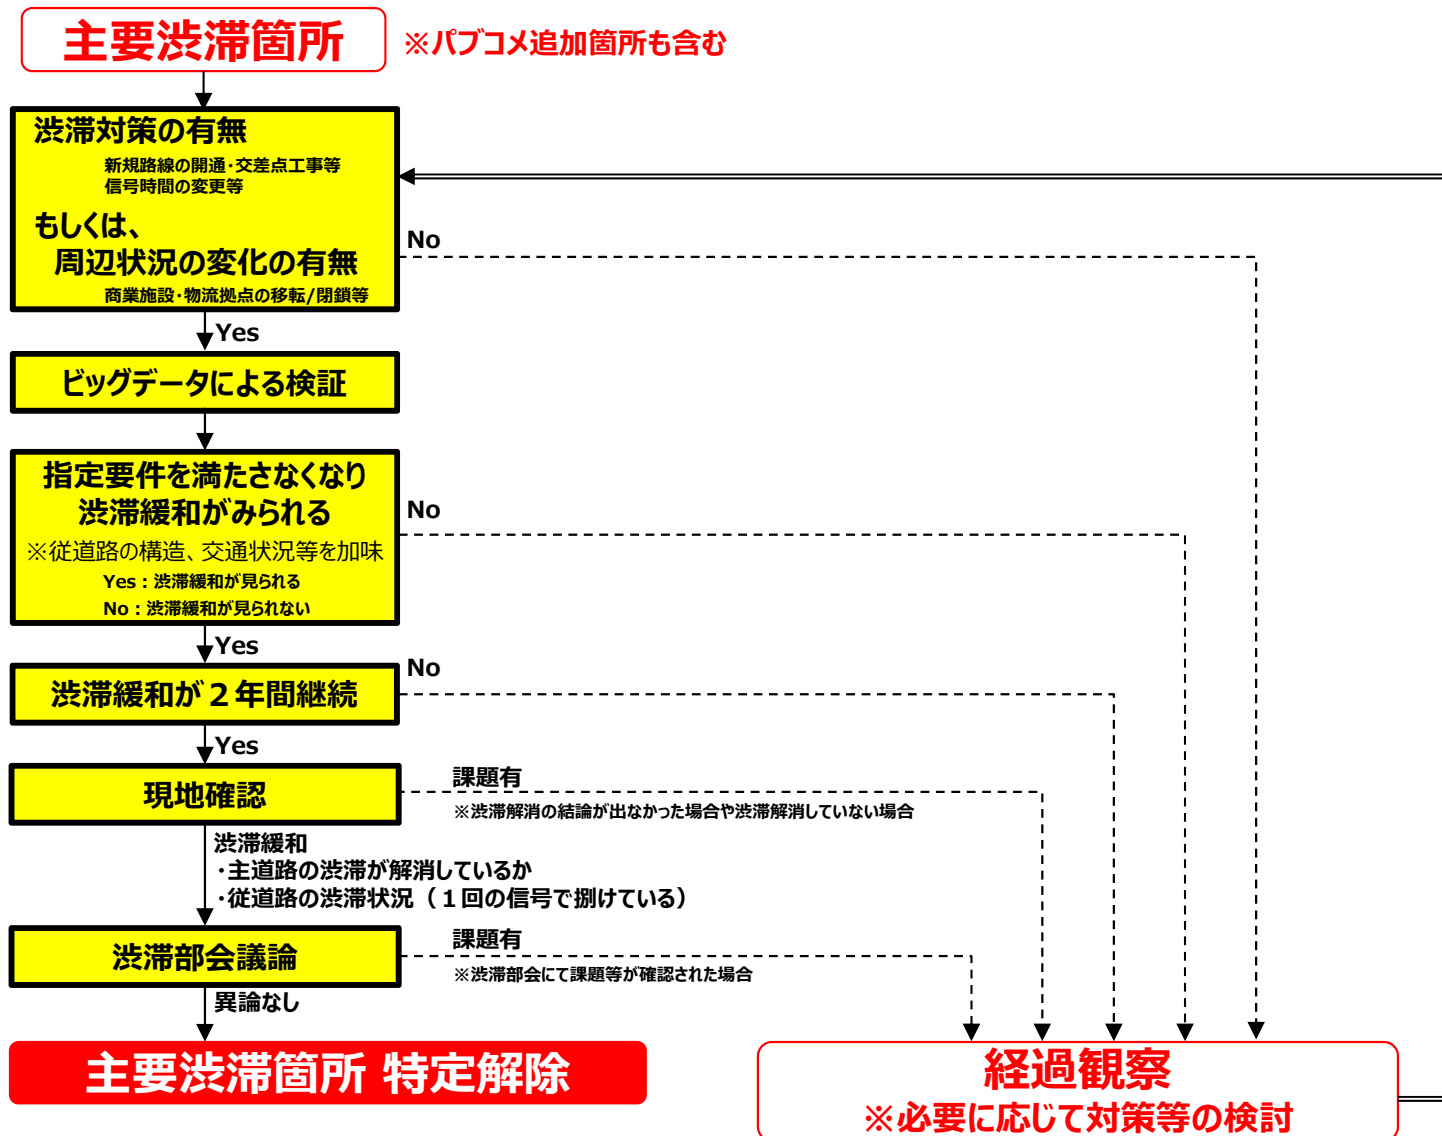 主要渋滞箇所
※パブコメ追加箇所も含む
渋滞対策の有無
新規路線の開通・交差点工事等
信号時間の変更等
もしくは、
周辺状況の変化の有無
商業施設・物流拠点の移転/閉鎖等
No
Yes
ビッグデータによる検証
指定要件を満たさなくなり
渋滞緩和がみられる
※従道路の構造、交通状況等を加味
Yes：渋滞緩和が見られる
No：渋滞緩和が見られない
No
Yes
渋滞緩和が２年間継続
No
Yes
現地確認
課題有
※渋滞解消の結論が出なかった場合や渋滞解消していない場合
渋滞緩和
・主道路の渋滞が解消しているか
・従道路の渋滞状況（１回の信号で捌けている）
渋滞部会議論
課題有
※渋滞部会にて課題等が確認された場合
異論なし
主要渋滞箇所 特定解除
経過観察
※必要に応じて対策等の検討